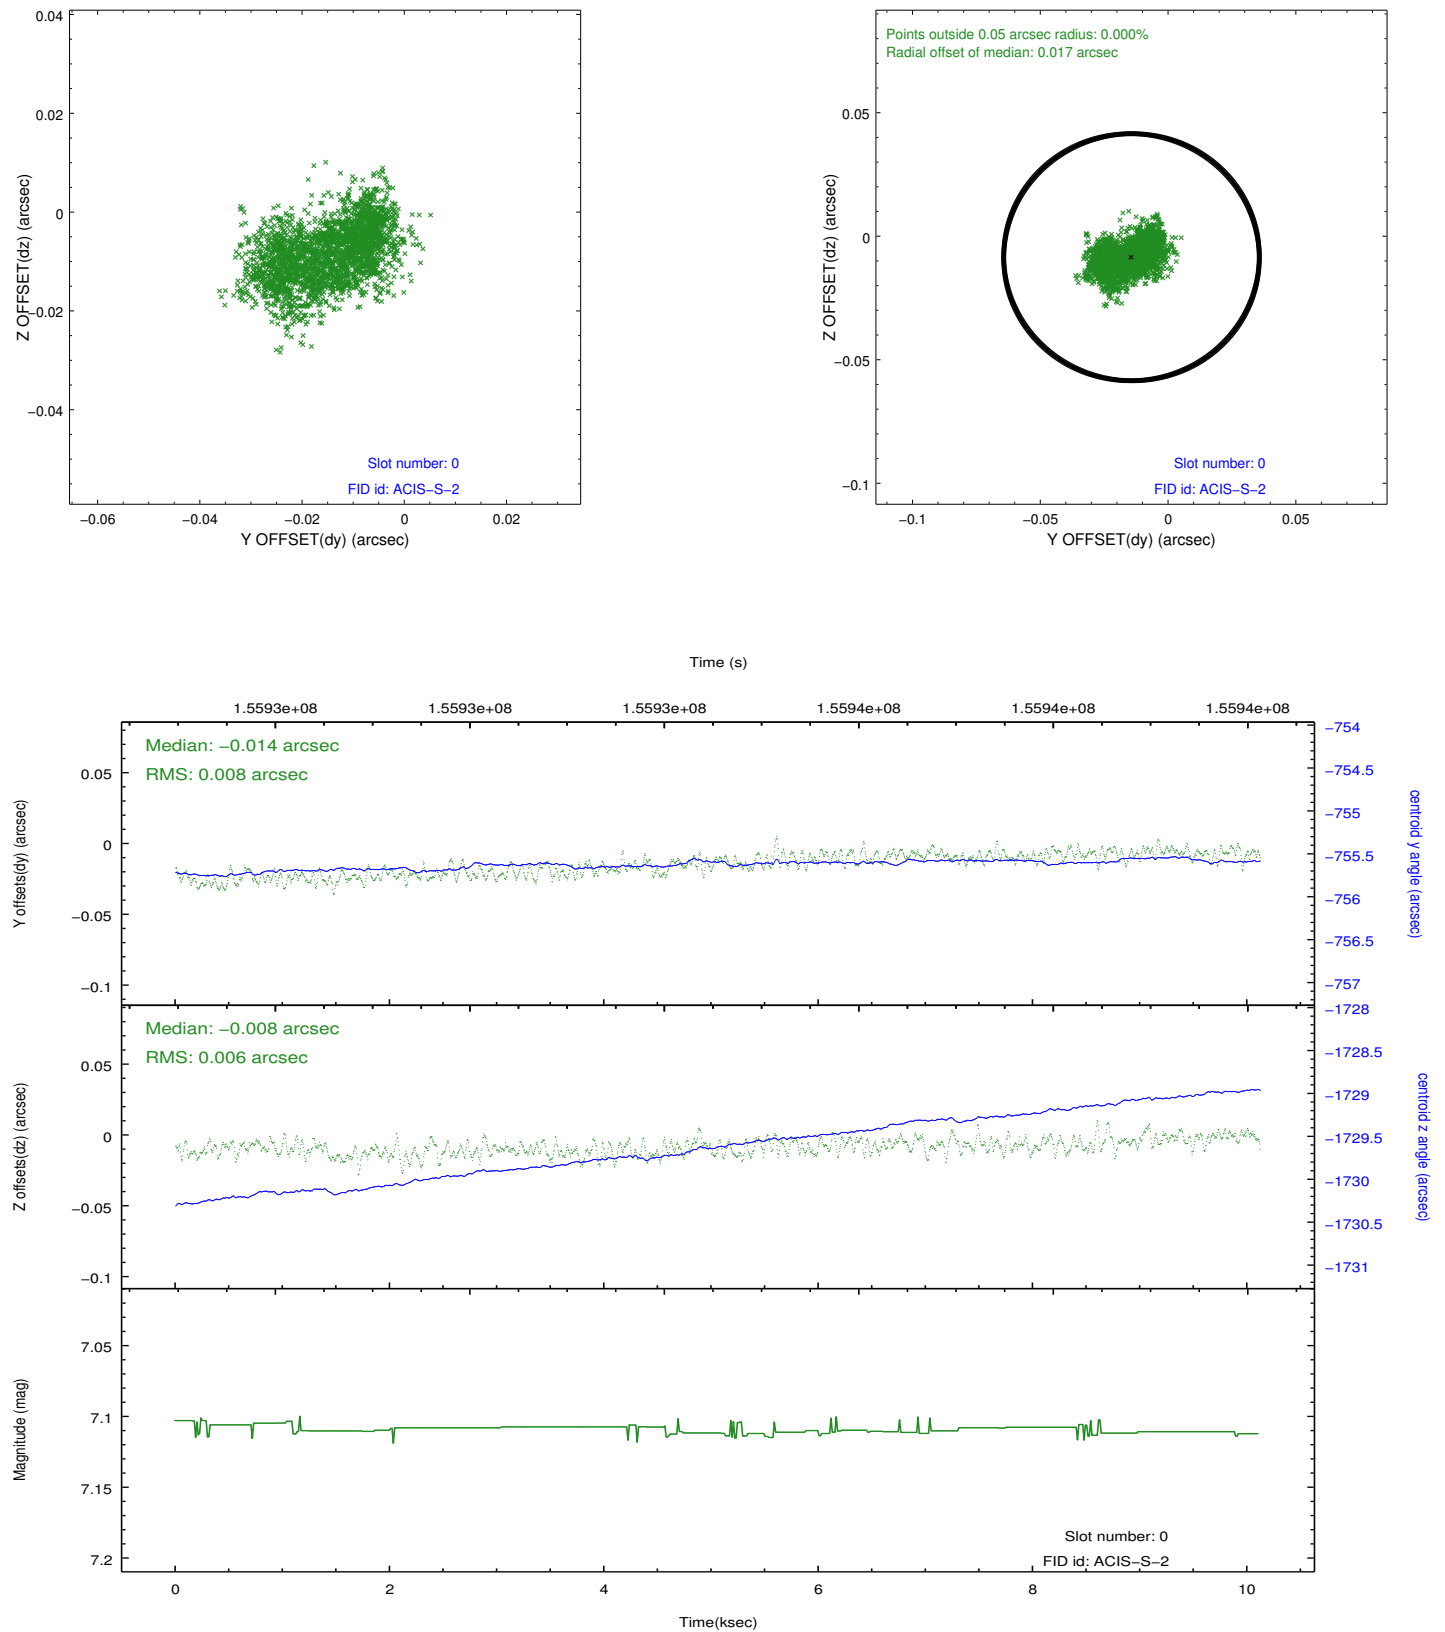 0.04
0.02
0
−0.02
−0.04
Z OFFSET(dz) (arcsec)
Slot number: 0
FID id: ACIS−S−2
−0.06
−0.04
−0.02
0
0.02
Y OFFSET(dy) (arcsec)
Points outside 0.05 arcsec radius: 0.000%
Radial offset of median: 0.017 arcsec
0.05
0
−0.05
−0.1
Z OFFSET(dz) (arcsec)
Slot number: 0
FID id: ACIS−S−2
−0.1
−0.05
0
0.05
Y OFFSET(dy) (arcsec)
Time (s)
1.5593e+08
1.5593e+08
1.5593e+08
1.5594e+08
1.5594e+08
1.5594e+08
Median: −0.014 arcsec
RMS: 0.008 arcsec
0.05
0
−0.05
−0.1
Y offsets(dy) (arcsec)
−754
−754.5
−755
−755.5
−756
−756.5
−757
centroid y angle (arcsec)
Median: −0.008 arcsec
RMS: 0.006 arcsec
0.05
0
−0.05
−0.1
Z offsets(dz) (arcsec)
−1728
−1728.5
−1729
−1729.5
−1730
−1730.5
−1731
centroid z angle (arcsec)
7.05
7.1
7.15
7.2
Magnitude (mag)
Slot number: 0
FID id: ACIS−S−2
0
2
4
6
8
10
Time(ksec)